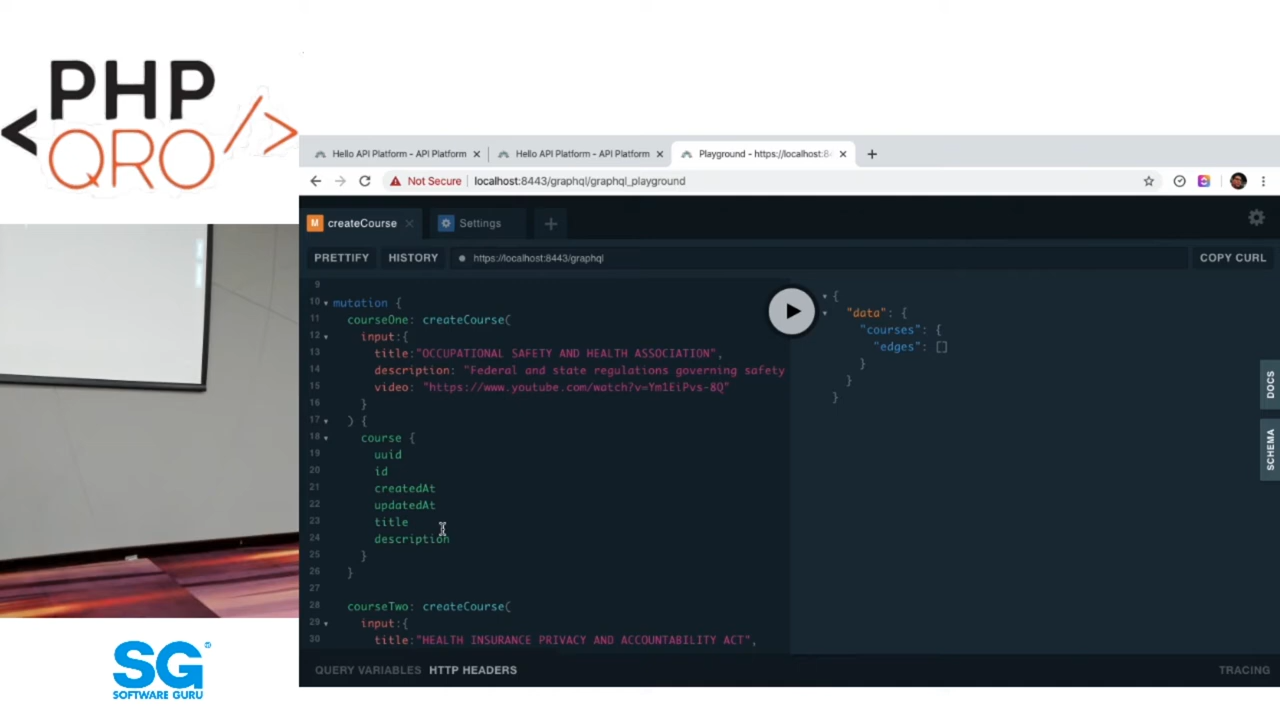 PHP
<QRO/>
SG
SOFTWARE GURU
Hello API Platform - API Platform
Hello API Platform - API Platform
Playground - https://localhost:8
Not Secure
localhost:8443/graphql/graphql_playground
M createCourse
Settings
PRETTIFY
HISTORY
https://localhost:8443/graphql
COPY CURL
9
10 mutation {
11 courseOne: createCourse(
12 input:{
13 title:"OCCUPATIONAL SAFETY AND HEALTH ASSOCIATION",
14 description: "Federal and state regulations governing safety
15 video: "https://www.youtube.com/watch?v=Ym1EiPvs-8Q"
16 }
17 ) {
18 course {
19 uuid
20 id
21 createdAt
22 updatedAt
23 title
24 description
25 }
26 }
27
28 courseTwo: createCourse(
29 input:{
30 title:"HEALTH INSURANCE PRIVACY AND ACCOUNTABILITY ACT",
{
"data": {
"courses": {
"edges": []
}
}
}
DOCS
SCHEMA
QUERY VARIABLES
HTTP HEADERS
TRACING